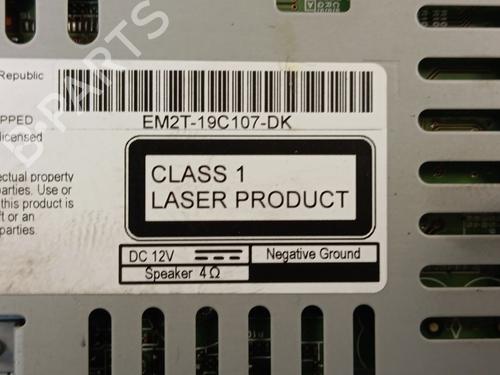 Republic
PPED
EM2T-19C107-DK
licensed
CLASS 1
LASER PRODUCT
ectual property
parties. Use or
this product is
ft or an
parties.
DC 12V
Negative Ground
Speaker 4Ω
B-PARTS